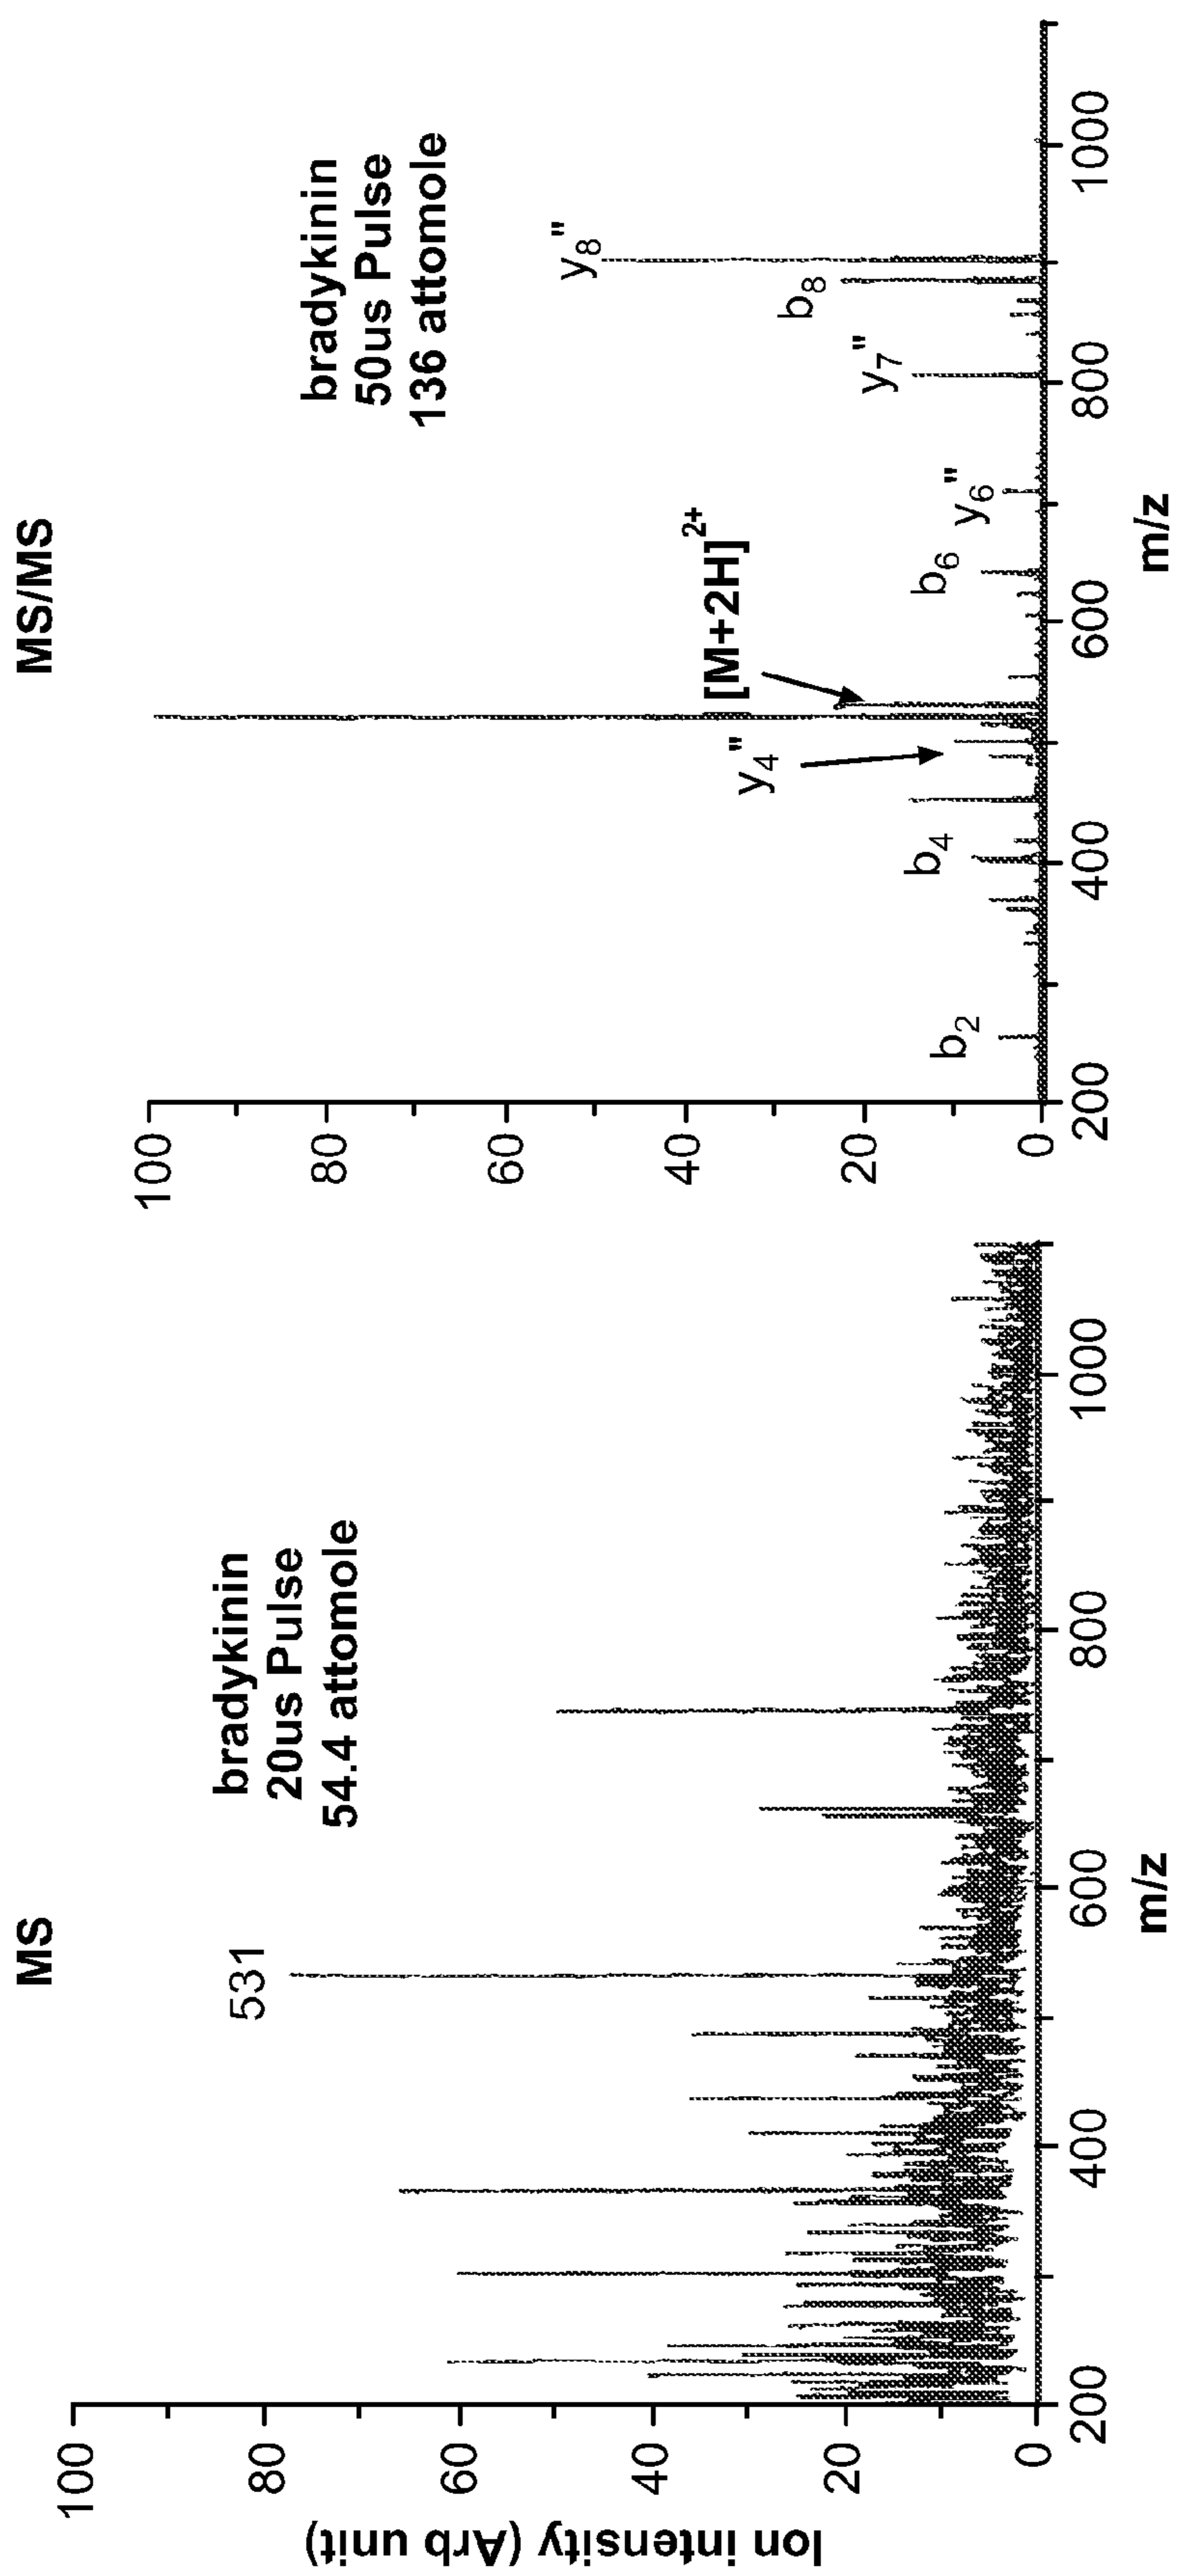 MS
Ion intensity (Arb unit)
100
80
60
40
20
0
531
bradykinin
20us Pulse
54.4 attomole
200
400
600
800
1000
m/z
MS/MS
100
80
60
40
20
0
b2
b4
y4"
[M+2H]2+
b6
y6"
y7"
b8
y8"
bradykinin
50us Pulse
136 attomole
200
400
600
800
1000
m/z